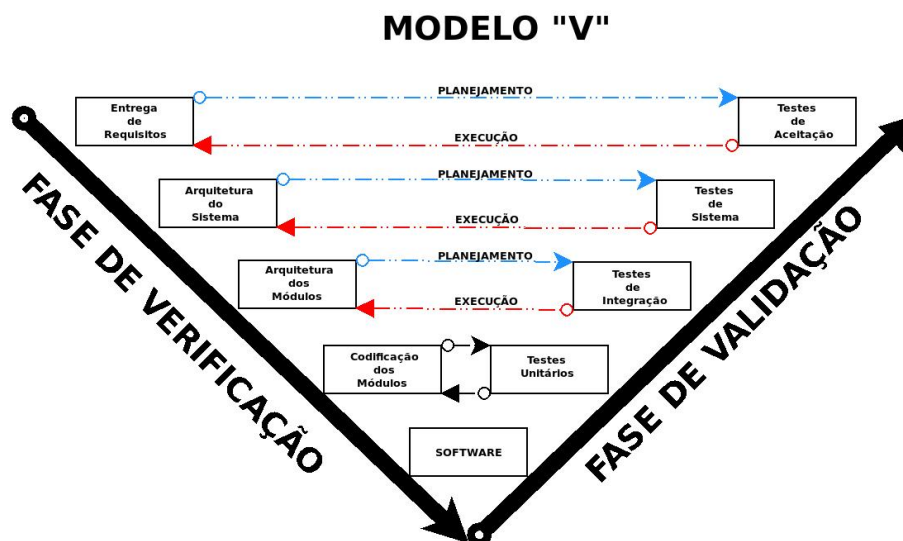 MODELO "V"
PLANEJAMENTO
Entrega
de
Requisitos
Testes
de
Aceitação
EXECUÇÃO
PLANEJAMENTO
Arquitetura
do
Sistema
Testes
de
Sistema
EXECUÇÃO
PLANEJAMENTO
Arquitetura
dos
Módulos
Testes
de
Integração
EXECUÇÃO
Codificação
dos
Módulos
Testes
Unitários
SOFTWARE
FASE DE VERIFICAÇÃO
FASE DE VALIDAÇÃO